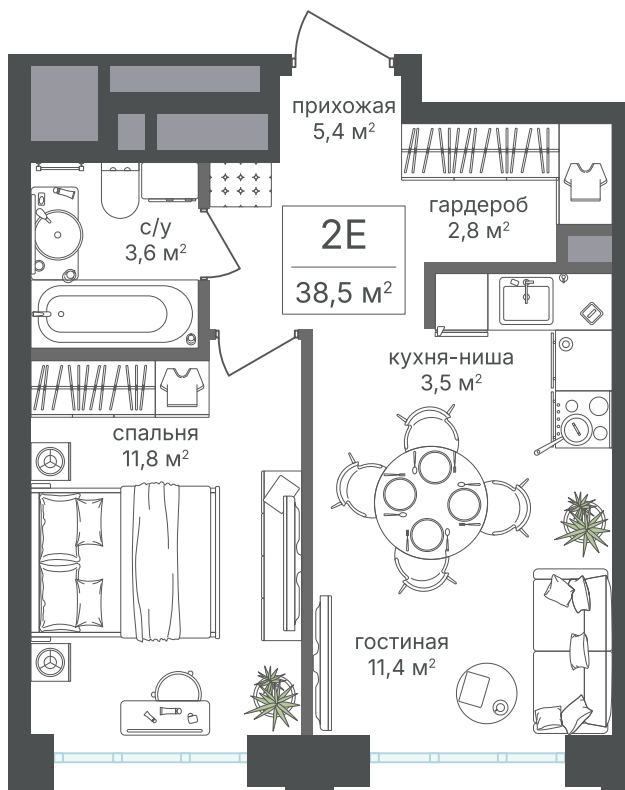 прихожая
5,4 м²
гардероб
2,8 м²
с/у
3,6 м²
2Е
38,5 м²
кухня-ниша
3,5 м²
спальня
11,8 м²
гостиная
11,4 м²